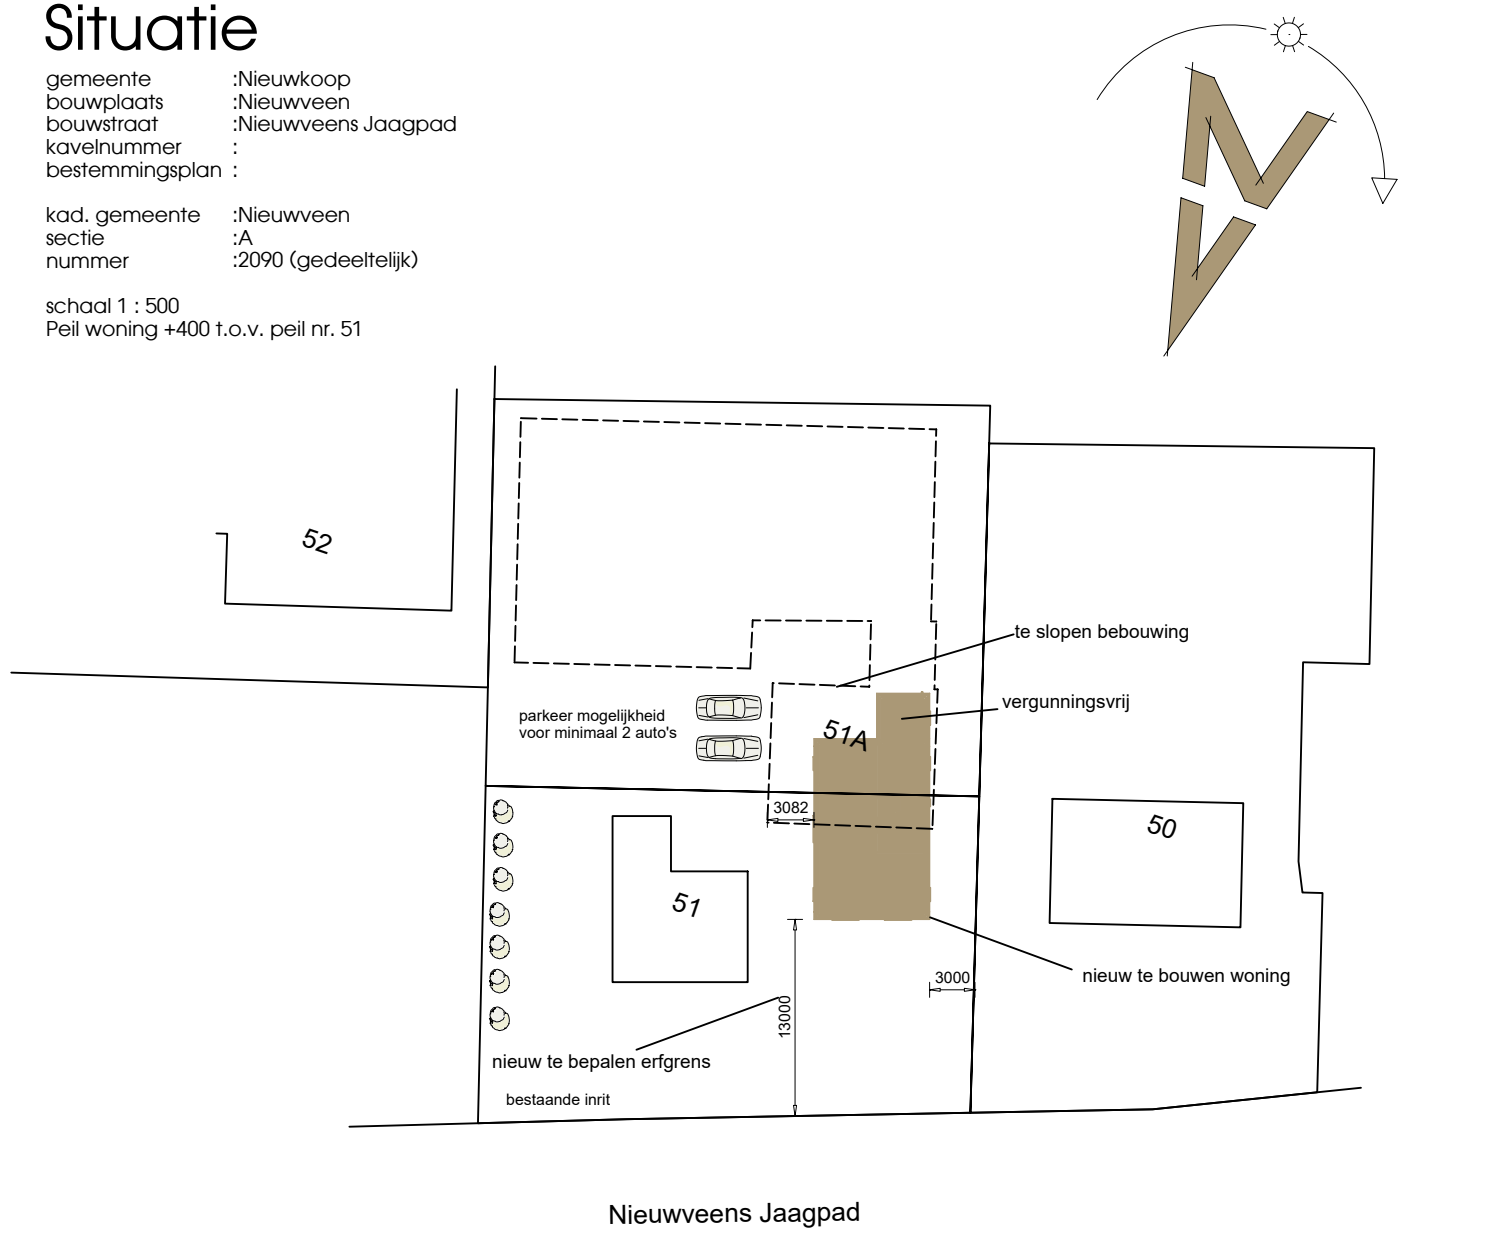 Situatie
gemeente :Nieuwkoop
bouwplaats :Nieuwveen
bouwstraat :Nieuwveens Jaagpad
kavelnummer :
bestemmingsplan :
kad. gemeente :Nieuwveen
sectie :A
nummer :2090 (gedeeltelijk)
schaal 1 : 500
Peil woning +400 t.o.v. peil nr. 51
N
52
te slopen bebouwing
vergunningsvrij
parkeer mogelijkheid
voor minimaal 2 auto's
51A
3082
50
51
nieuw te bouwen woning
3000
13000
nieuw te bepalen erfgrens
bestaande inrit
Nieuwveens Jaagpad